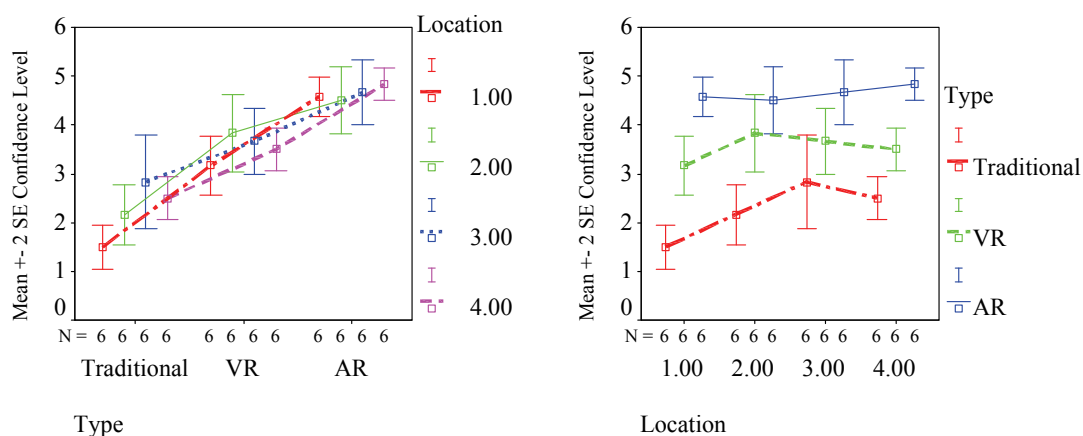 Mean +- 2 SE Confidence Level
6
5
4
3
2
1
0
N = 6 6 6 6 6 6 6 6 6 6 6 6
Traditional VR AR
Type
Location
1.00
2.00
3.00
4.00
Mean +- 2 SE Confidence Level
6
5
4
3
2
1
0
N = 6 6 6 6 6 6 6 6 6 6 6 6
1.00 2.00 3.00 4.00
Location
Type
Traditional
VR
AR